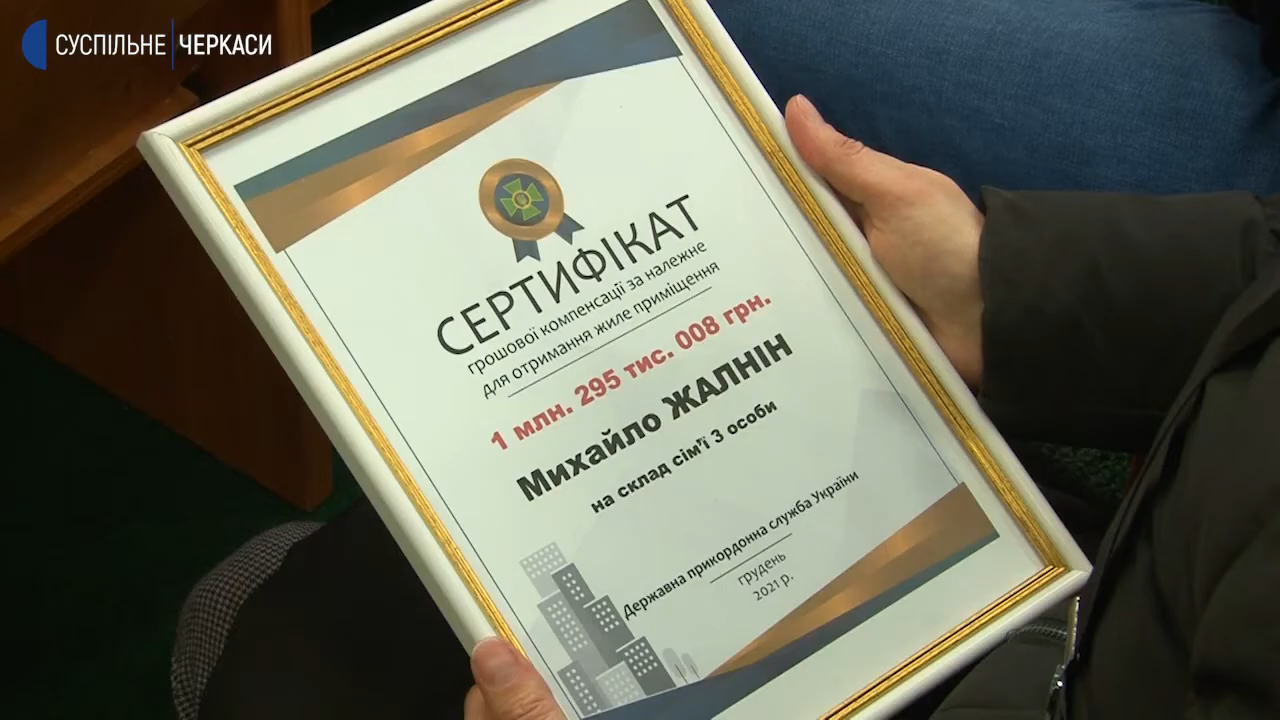 СУСПІЛЬНЕ ЧЕРКАСИ
СЕРТИФІКАТ
грошової компенсації за належне
для отримання жиле приміщення
1 млн. 295 тис. 008 грн.
Михайло ЖАЛНІН
на склад сім'ї 3 особи
Державна прикордонна служба України
грудень
2021 р.